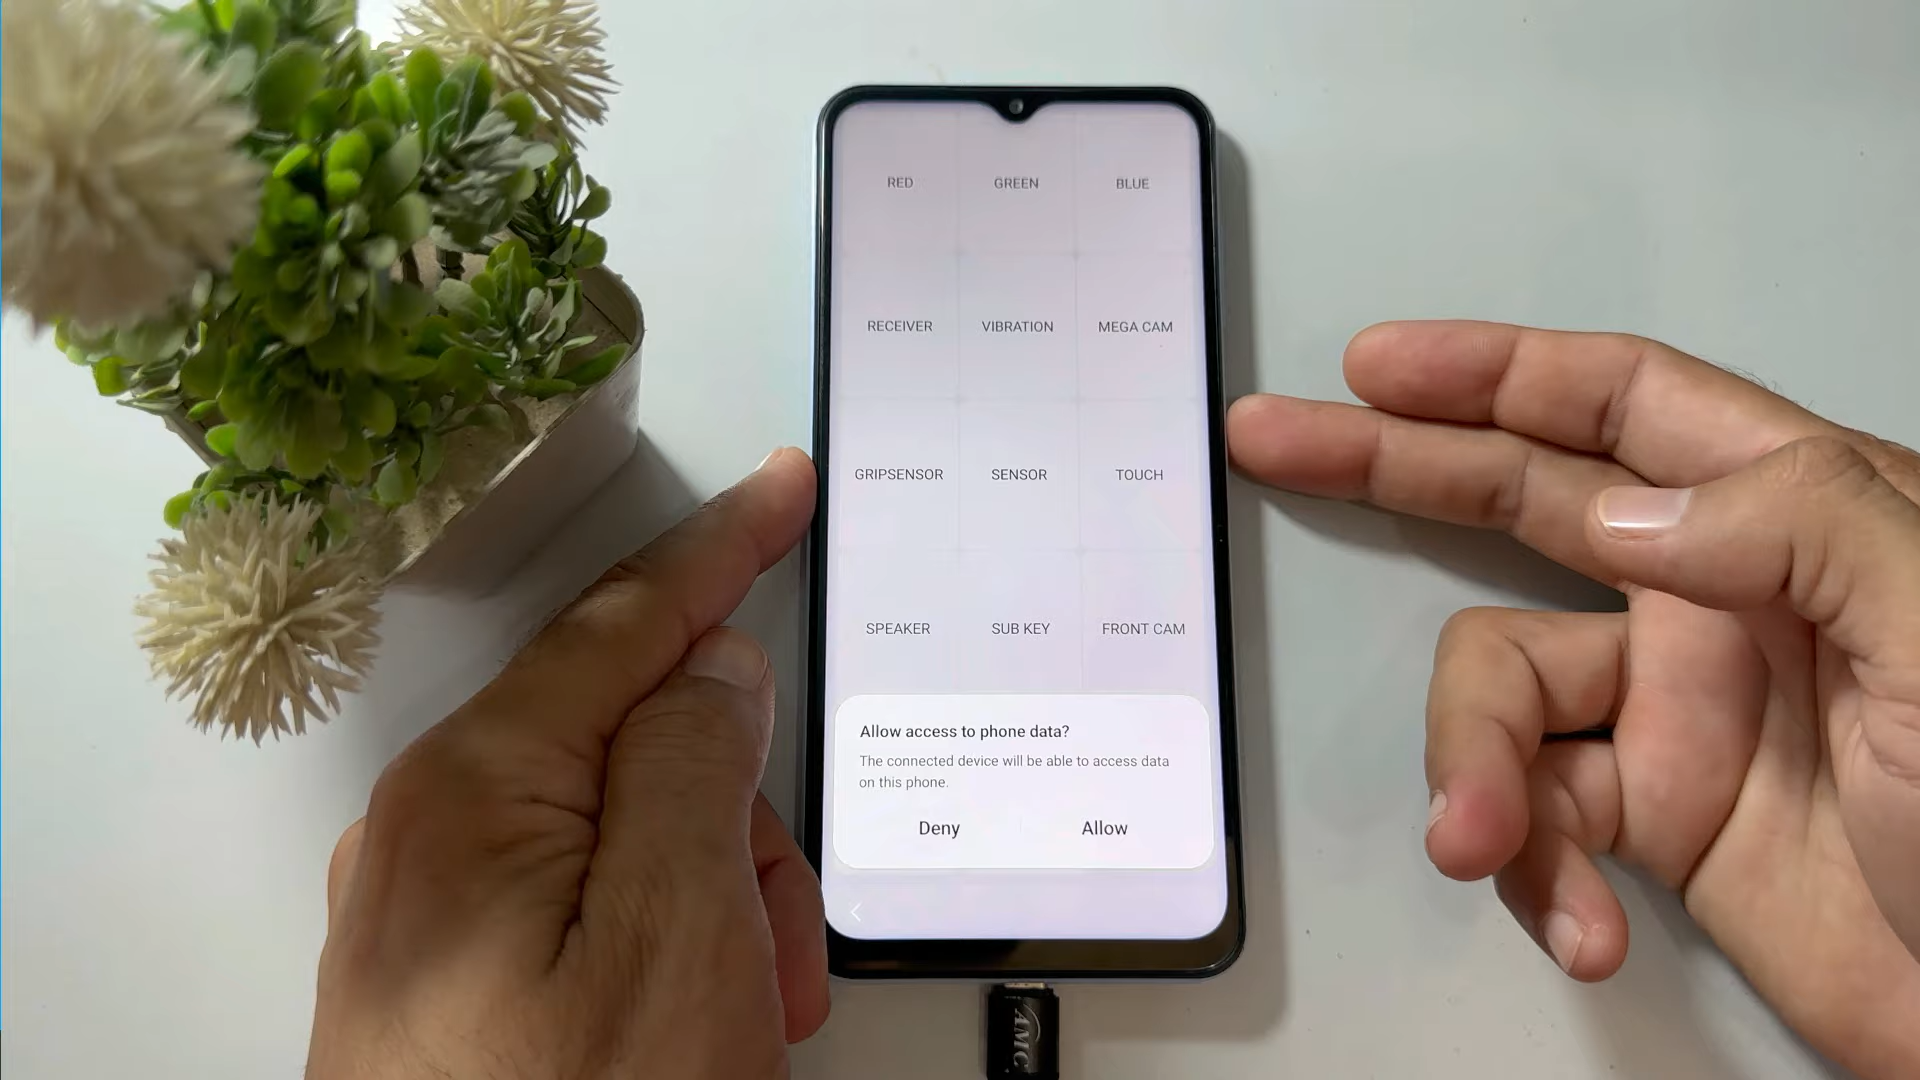 RED GREEN BLUE
RECEIVER VIBRATION MEGA CAM
GRIPSENSOR SENSOR TOUCH
SPEAKER SUB KEY FRONT CAM
Allow access to phone data?
The connected device will be able to access data
on this phone.
Deny Allow
AMC